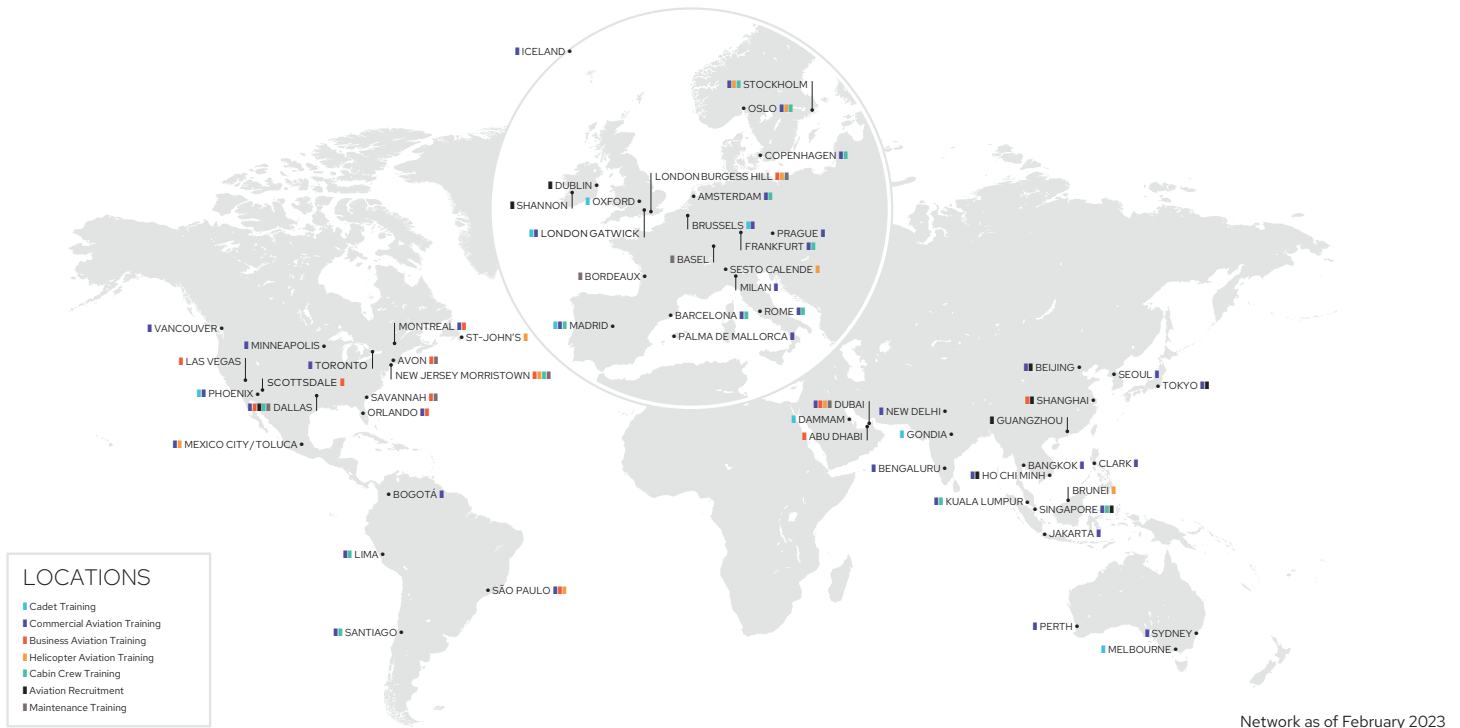 ICELAND
STOCKHOLM
OSLO
COPENHAGEN
LONDON BURGESS HILL
DUBLIN
AMSTERDAM
OXFORD
SHANNON
BRUSSELS
LONDON GATWICK
PRAGUE
FRANKFURT
BASEL
SESTO CALENDE
BORDEAUX
MILAN
ROME
BARCELONA
MADRID
PALMA DE MALLORCA
VANCOUVER
MONTREAL
ST-JOHN'S
MINNEAPOLIS
LAS VEGAS
TORONTO
AVON
NEW JERSEY MORRISTOWN
SCOTTSDALE
PHOENIX
SAVANNAH
DALLAS
ORLANDO
MEXICO CITY / TOLUCA
BOGOTÁ
LIMA
SÃO PAULO
SANTIAGO
DUBAI
DAMMAM
ABU DHABI
NEW DELHI
GONDIA
BENGALURU
BEIJING
SEOUL
TOKYO
SHANGHAI
GUANGZHOU
BANGKOK
CLARK
HO CHI MINH
BRUNEI
KUALA LUMPUR
SINGAPORE
JAKARTA
PERTH
SYDNEY
MELBOURNE
LOCATIONS
Cadet Training
Commercial Aviation Training
Business Aviation Training
Helicopter Aviation Training
Cabin Crew Training
Aviation Recruitment
Maintenance Training
Network as of February 2023